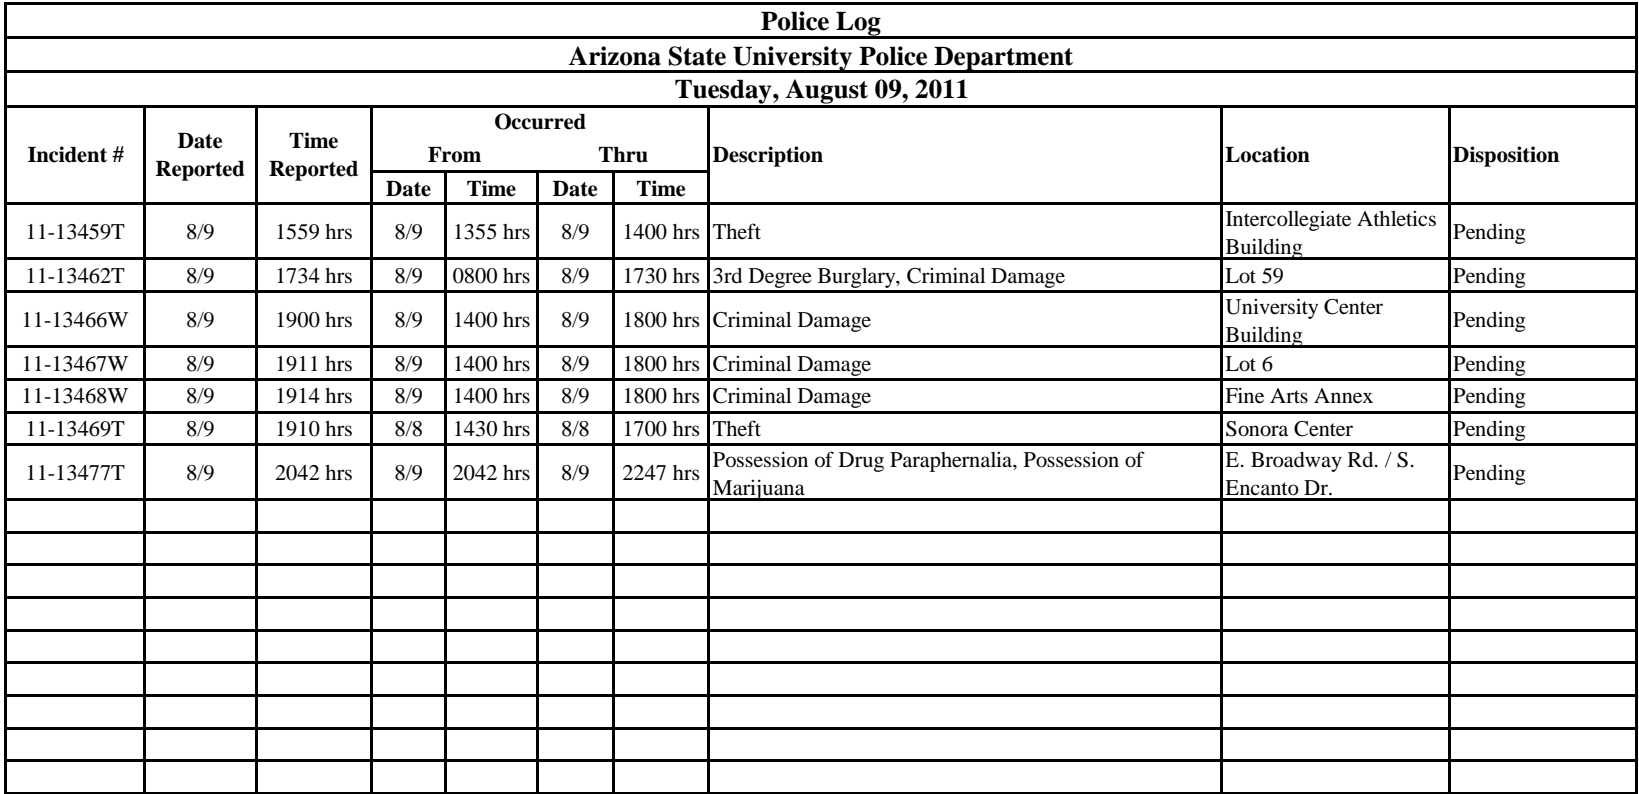 Police Log
Arizona State University Police Department
Tuesday, August 09, 2011
Incident # Date Reported Time Reported Occurred From Thru Description Location Disposition
Date Time Date Time
11-13459T 8/9 1559 hrs 8/9 1355 hrs 8/9 1400 hrs Theft Intercollegiate Athletics Building Pending
11-13462T 8/9 1734 hrs 8/9 0800 hrs 8/9 1730 hrs 3rd Degree Burglary, Criminal Damage Lot 59 Pending
11-13466W 8/9 1900 hrs 8/9 1400 hrs 8/9 1800 hrs Criminal Damage University Center Building Pending
11-13467W 8/9 1911 hrs 8/9 1400 hrs 8/9 1800 hrs Criminal Damage Lot 6 Pending
11-13468W 8/9 1914 hrs 8/9 1400 hrs 8/9 1800 hrs Criminal Damage Fine Arts Annex Pending
11-13469T 8/9 1910 hrs 8/8 1430 hrs 8/8 1700 hrs Theft Sonora Center Pending
11-13477T 8/9 2042 hrs 8/9 2042 hrs 8/9 2247 hrs Possession of Drug Paraphernalia, Possession of Marijuana E. Broadway Rd. / S. Encanto Dr. Pending